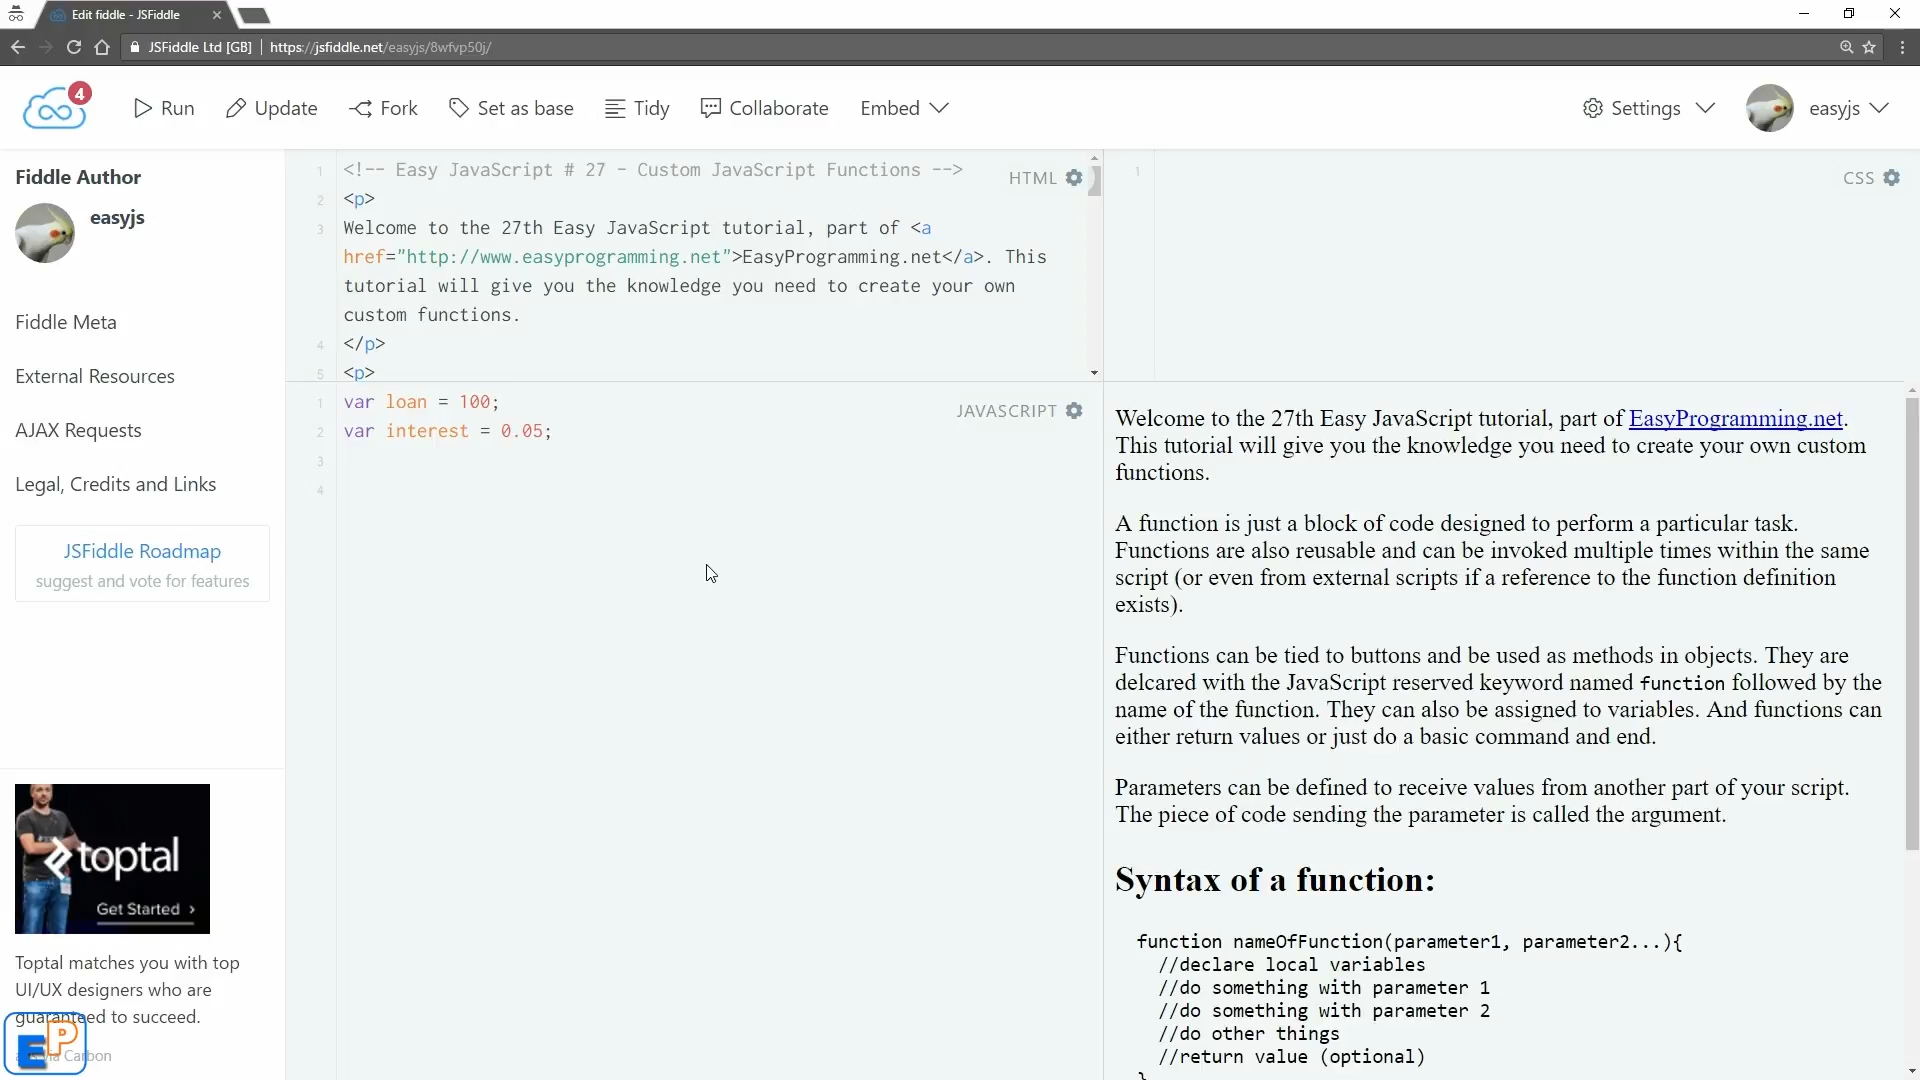 Edit fiddle - JSFiddle
JSFiddle Ltd [GB]
https://jsfiddle.net/easyjs/8wfvp50j/
4
Run
Update
Fork
Set as base
Tidy
Collaborate
Embed
Settings
easyjs
Fiddle Author
easyjs
Fiddle Meta
External Resources
AJAX Requests
Legal, Credits and Links
JSFiddle Roadmap
suggest and vote for features
toptal
Get Started ›
Toptal matches you with top
UI/UX designers who are
guaranteed to succeed.
via Carbon
EP
HTML
1 <!-- Easy JavaScript # 27 - Custom JavaScript Functions -->
2 <p>
3 Welcome to the 27th Easy JavaScript tutorial, part of <a
href="http://www.easyprogramming.net">EasyProgramming.net</a>. This
tutorial will give you the knowledge you need to create your own
custom functions.
4 </p>
5 <p>
CSS
1
JAVASCRIPT
1 var loan = 100;
2 var interest = 0.05;
3
4
Welcome to the 27th Easy JavaScript tutorial, part of EasyProgramming.net.
This tutorial will give you the knowledge you need to create your own custom
functions.
A function is just a block of code designed to perform a particular task.
Functions are also reusable and can be invoked multiple times within the same
script (or even from external scripts if a reference to the function definition
exists).
Functions can be tied to buttons and be used as methods in objects. They are
delcared with the JavaScript reserved keyword named function followed by the
name of the function. They can also be assigned to variables. And functions can
either return values or just do a basic command and end.
Parameters can be defined to receive values from another part of your script.
The piece of code sending the parameter is called the argument.
Syntax of a function:
function nameOfFunction(parameter1, parameter2...){
//declare local variables
//do something with parameter 1
//do something with parameter 2
//do other things
//return value (optional)
}